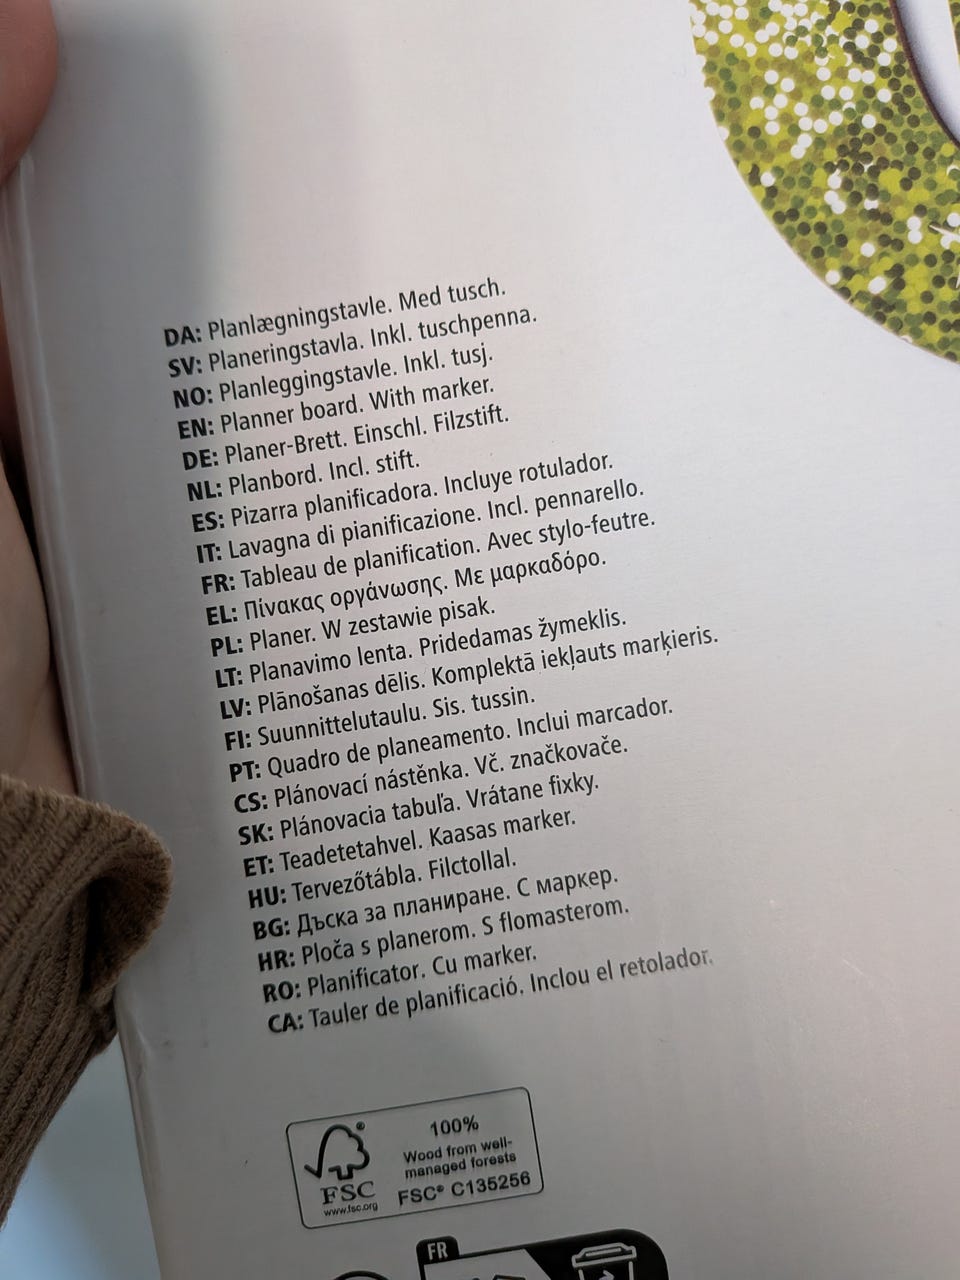 DA: Planlægningstavle. Med tusch.
SV: Planeringstavla. Inkl. tuschpenna.
NO: Planleggingstavle. Inkl. tusj.
EN: Planner board. With marker.
DE: Planer-Brett. Einschl. Filzstift.
NL: Planbord. Incl. stift.
ES: Pizarra planificadora. Incluye rotulador.
IT: Lavagna di pianificazione. Incl. pennarello.
FR: Tableau de planification. Avec stylo-feutre.
EL: Πίνακας οργάνωσης. Με μαρκαδόρο.
PL: Planer. W zestawie pisak.
LT: Planavimo lenta. Pridedamas žymeklis.
LV: Plānošanas dēlis. Komplektā iekļauts marķieris.
FI: Suunnittelutaulu. Sis. tussin.
PT: Quadro de planeamento. Inclui marcador.
CS: Plánovací nástěnka. Vč. značkovače.
SK: Plánovacia tabuľa. Vrátane fixky.
ET: Teadetetahvel. Kaasas marker.
HU: Tervezőtábla. Filctollal.
BG: Дъска за планиране. С маркер.
HR: Ploča s planerom. S flomasterom.
RO: Planificator. Cu marker.
CA: Tauler de planificació. Inclou el retolador.
100%
Wood from well-
managed forests
FSC® C135256
FSC
www.fsc.org
FR